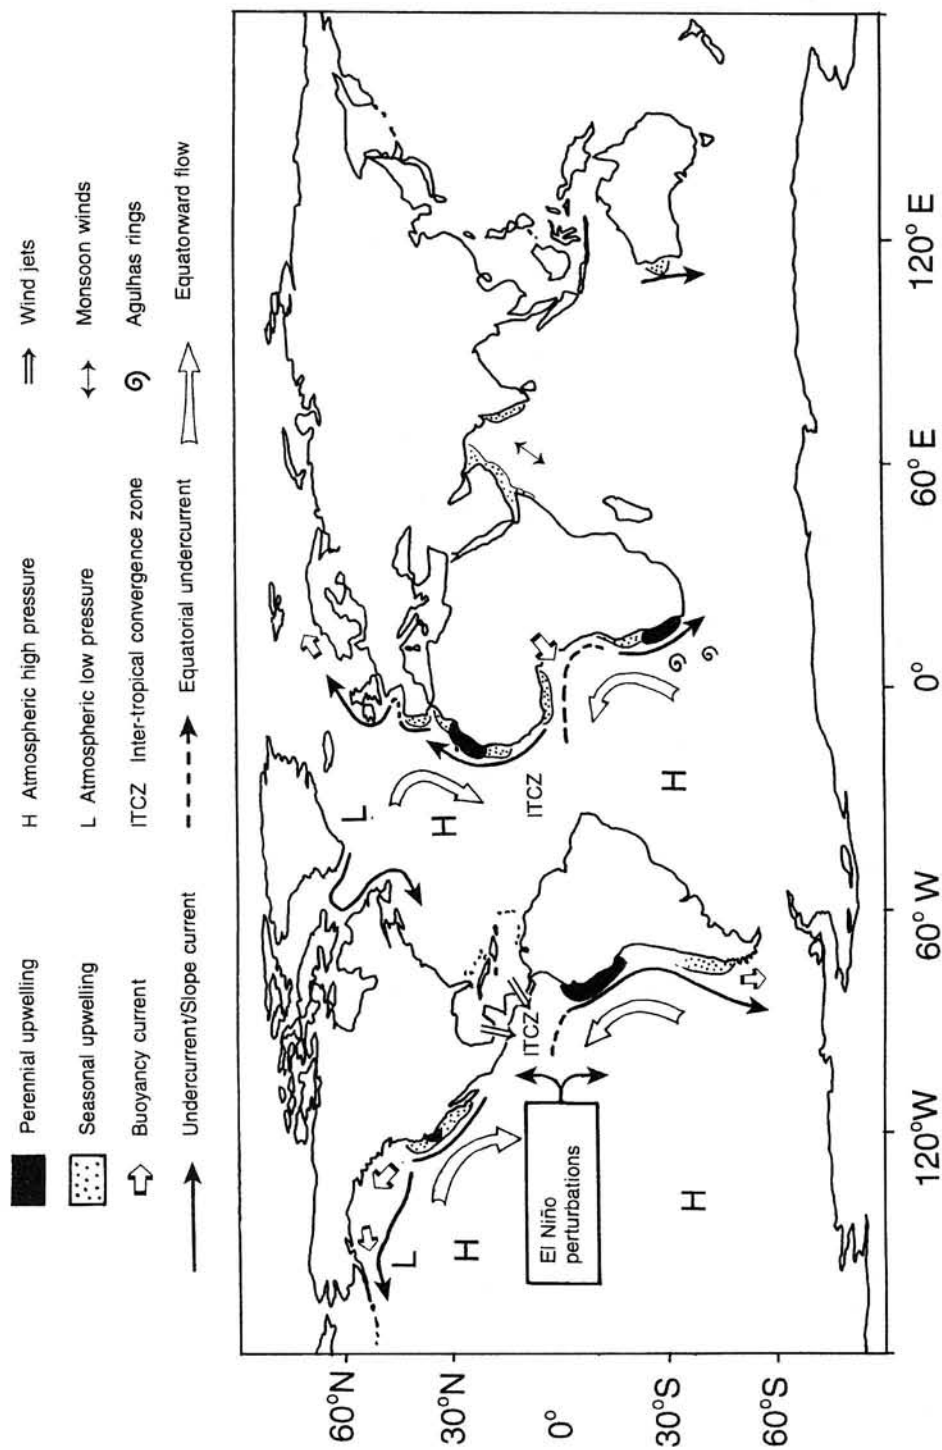 Perennial upwelling
Seasonal upwelling
Buoyancy current
Undercurrent/Slope current
H Atmospheric high pressure
L Atmospheric low pressure
ITCZ Inter-tropical convergence zone
Equatorial undercurrent
Wind jets
Monsoon winds
Agulhas rings
Equatorward flow
60°N
30°N
0°
30°S
60°S
L
H
L
H
ITCZ
ITCZ
El Niño
perturbations
H
H
120°W
60°W
0°
60°E
120°E